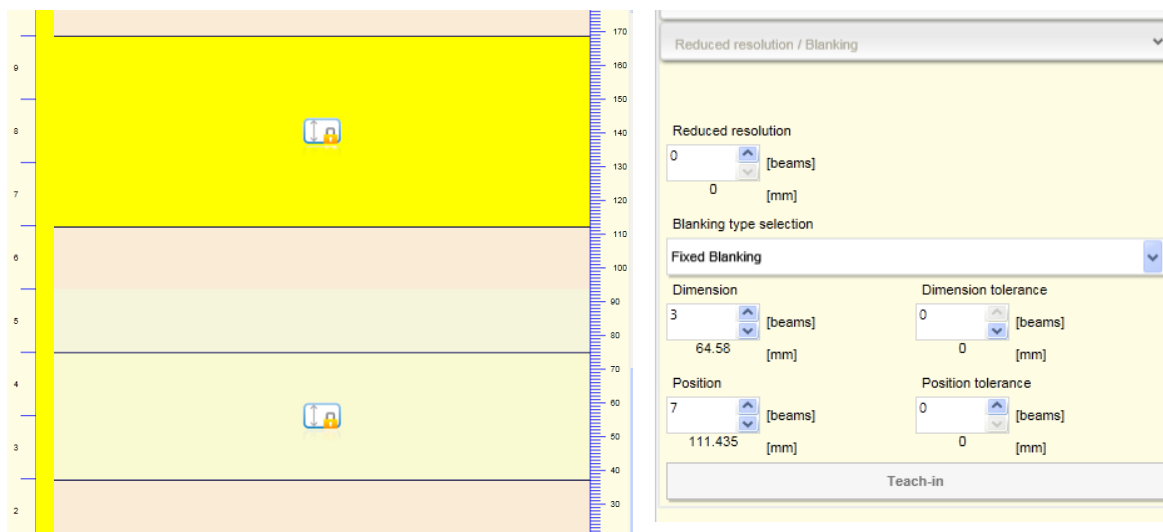 9
8
7
6
5
4
3
2
170
160
150
140
130
120
110
100
90
80
70
60
50
40
30
Reduced resolution / Blanking
Reduced resolution
0 [beams]
0 [mm]
Blanking type selection
Fixed Blanking
Dimension Dimension tolerance
3 [beams] 0 [beams]
64.58 [mm] 0 [mm]
Position Position tolerance
7 [beams] 0 [beams]
111.435 [mm] 0 [mm]
Teach-in